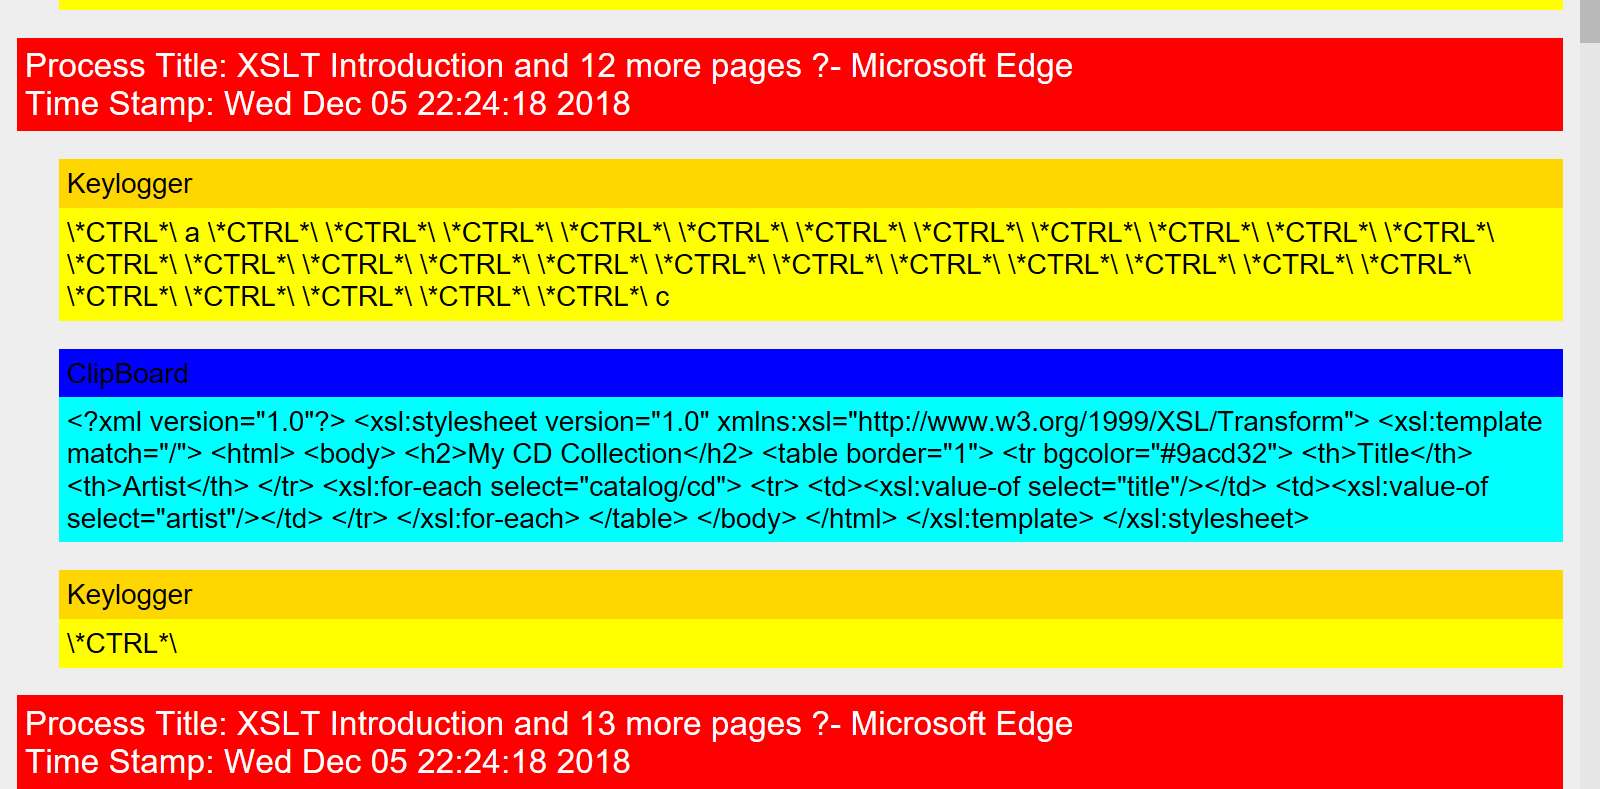 Process Title: XSLT Introduction and 12 more pages ?- Microsoft Edge
Time Stamp: Wed Dec 05 22:24:18 2018
Keylogger
\*CTRL*\ a \*CTRL*\ \*CTRL*\ \*CTRL*\ \*CTRL*\ \*CTRL*\ \*CTRL*\ \*CTRL*\ \*CTRL*\ \*CTRL*\ \*CTRL*\ \*CTRL*\
\*CTRL*\ \*CTRL*\ \*CTRL*\ \*CTRL*\ \*CTRL*\ \*CTRL*\ \*CTRL*\ \*CTRL*\ \*CTRL*\ \*CTRL*\ \*CTRL*\ \*CTRL*\
\*CTRL*\ \*CTRL*\ \*CTRL*\ \*CTRL*\ \*CTRL*\ c
ClipBoard
<?xml version="1.0"?> <xsl:stylesheet version="1.0" xmlns:xsl="http://www.w3.org/1999/XSL/Transform"> <xsl:template
match="/"> <html> <body> <h2>My CD Collection</h2> <table border="1"> <tr bgcolor="#9acd32"> <th>Title</th>
<th>Artist</th> </tr> <xsl:for-each select="catalog/cd"> <tr> <td><xsl:value-of select="title"/></td> <td><xsl:value-of
select="artist"/></td> </tr> </xsl:for-each> </table> </body> </html> </xsl:template> </xsl:stylesheet>
Keylogger
\*CTRL*\
Process Title: XSLT Introduction and 13 more pages ?- Microsoft Edge
Time Stamp: Wed Dec 05 22:24:18 2018